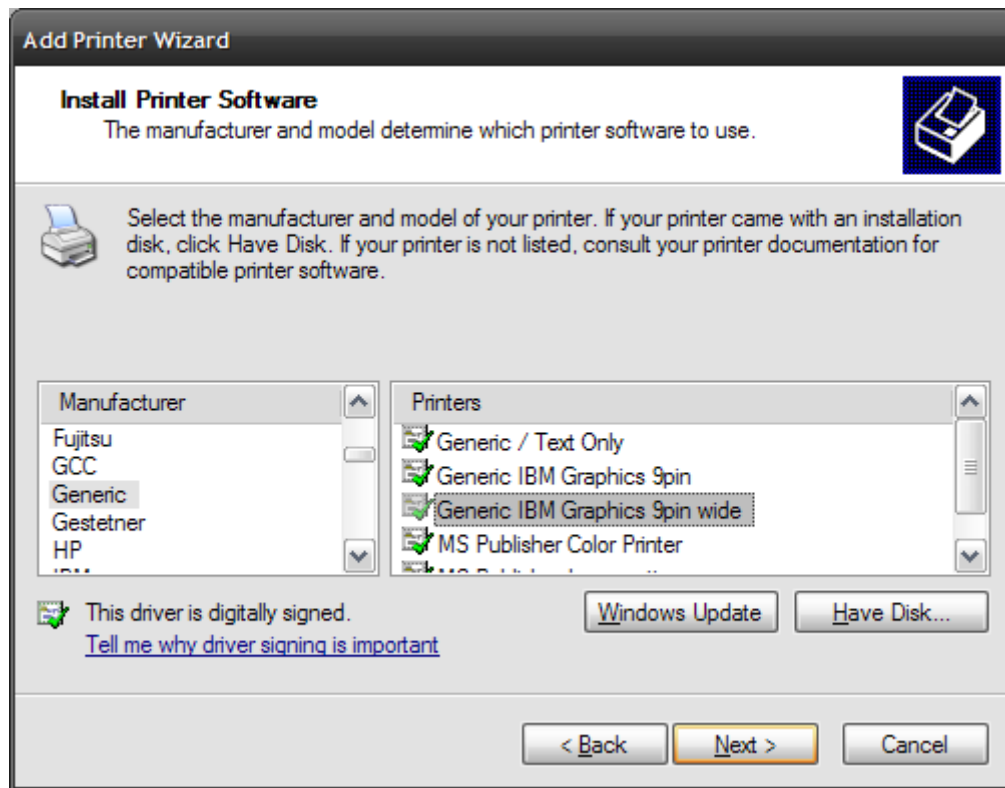 Add Printer Wizard
Install Printer Software
The manufacturer and model determine which printer software to use.
Select the manufacturer and model of your printer. If your printer came with an installation
disk, click Have Disk. If your printer is not listed, consult your printer documentation for
compatible printer software.
Manufacturer
Fujitsu
GCC
Generic
Gestetner
HP
Printers
Generic / Text Only
Generic IBM Graphics 9pin
Generic IBM Graphics 9pin wide
MS Publisher Color Printer
This driver is digitally signed.
Tell me why driver signing is important
Windows Update
Have Disk...
< Back
Next >
Cancel